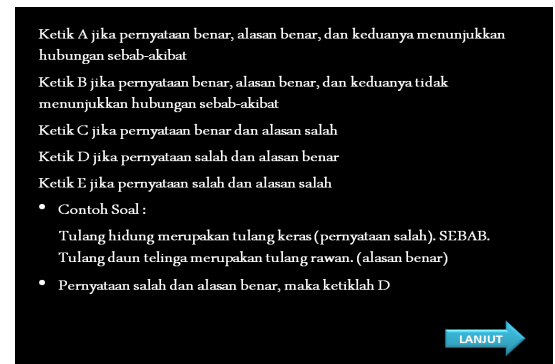 Ketik A jika pernyataan benar, alasan benar, dan keduanya menunjukkan
hubungan sebab-akibat
Ketik B jika pernyataan benar, alasan benar, dan keduanya tidak
menunjukkan hubungan sebab-akibat
Ketik C jika pernyataan benar dan alasan salah
Ketik D jika pernyataan salah dan alasan benar
Ketik E jika pernyataan salah dan alasan salah
• Contoh Soal :
Tulang hidung merupakan tulang keras (pernyataan salah). SEBAB.
Tulang daun telinga merupakan tulang rawan. (alasan benar)
• Pernyataan salah dan alasan benar, maka ketiklah D
LANJUT